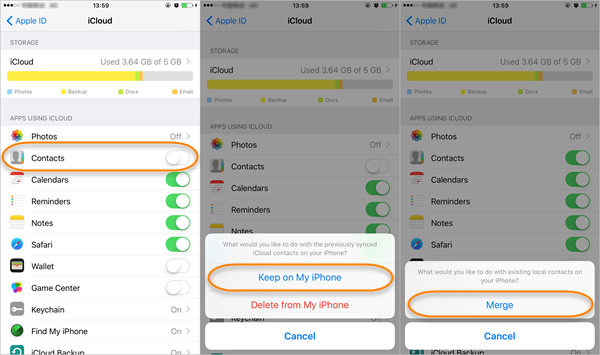 13:59
Apple ID
iCloud
STORAGE
iCloud
Used 3.64 GB of 5 GB
Photos
Backup
Docs
Email
APPS USING ICLOUD
Photos
Off
Contacts
Calendars
Reminders
Notes
Safari
Wallet
Game Center
Keychain
On
Find My iPhone
On
iCloud Backup
On
13:59
Apple ID
iCloud
STORAGE
iCloud
Used 3.64 GB of 5 GB
Photos
Backup
Docs
Email
APPS USING ICLOUD
Photos
Off
Contacts
Calendars
Reminders
Notes
What would you like to do with the previously synced
iCloud contacts on your iPhone?
Keep on My iPhone
Delete from My iPhone
Keychain
On
Cancel
iCloud Backup
On
13:59
Apple ID
iCloud
STORAGE
iCloud
Used 3.64 GB of 5 GB
Photos
Backup
Docs
Email
APPS USING ICLOUD
Photos
Off
Contacts
Calendars
Reminders
Notes
Safari
What would you like to do with existing local contacts on
your iPhone?
Merge
Cancel
iCloud Backup
On